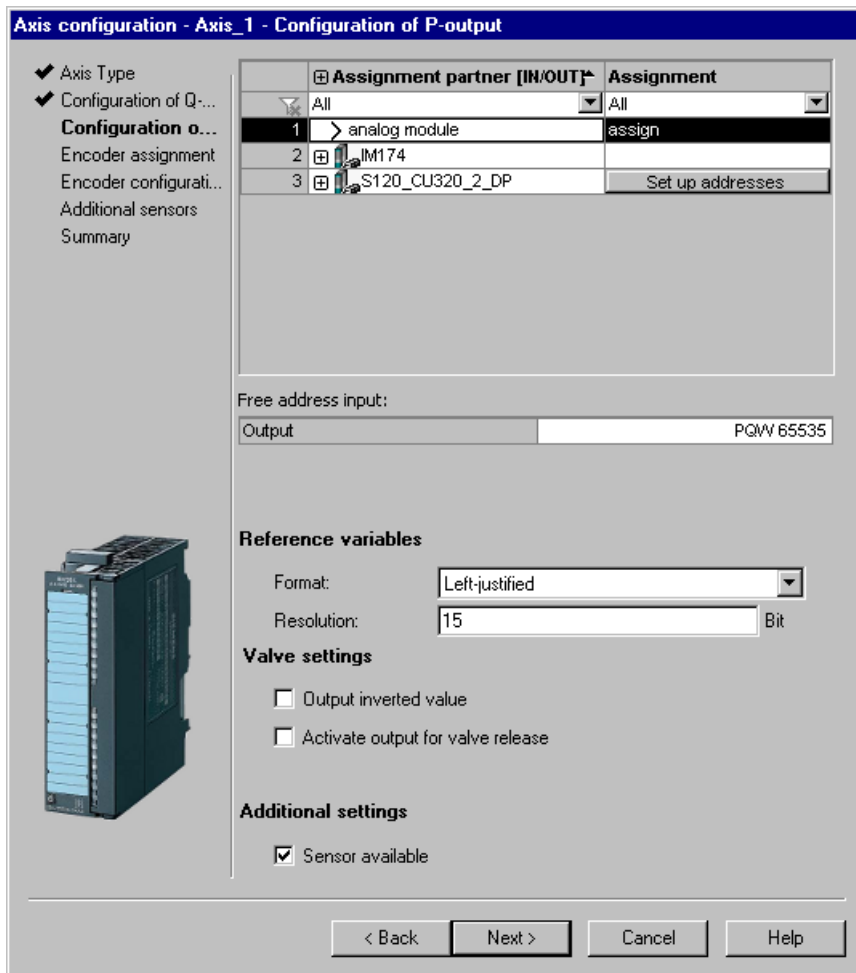 Axis configuration - Axis_1 - Configuration of P-output
Axis Type
Configuration of Q-...
Configuration o...
Encoder assignment
Encoder configurati...
Additional sensors
Summary
Assignment partner [IN/OUT] Assignment
All All
1 analog module assign
2 IM174
3 S120_CU320_2_DP Set up addresses
Free address input:
Output PQW 65535
Reference variables
Format: Left-justified
Resolution: 15 Bit
Valve settings
Output inverted value
Activate output for valve release
Additional settings
Sensor available
< Back Next > Cancel Help